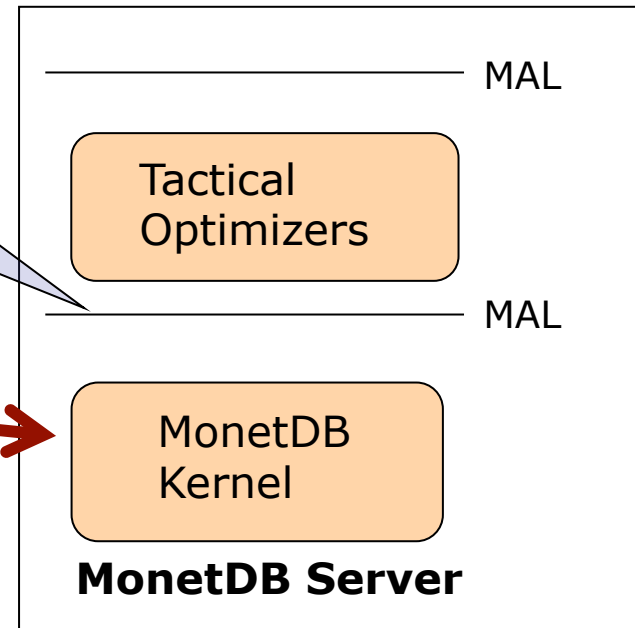 MAL
Tactical
Optimizers
MAL
MonetDB
Kernel
MonetDB Server